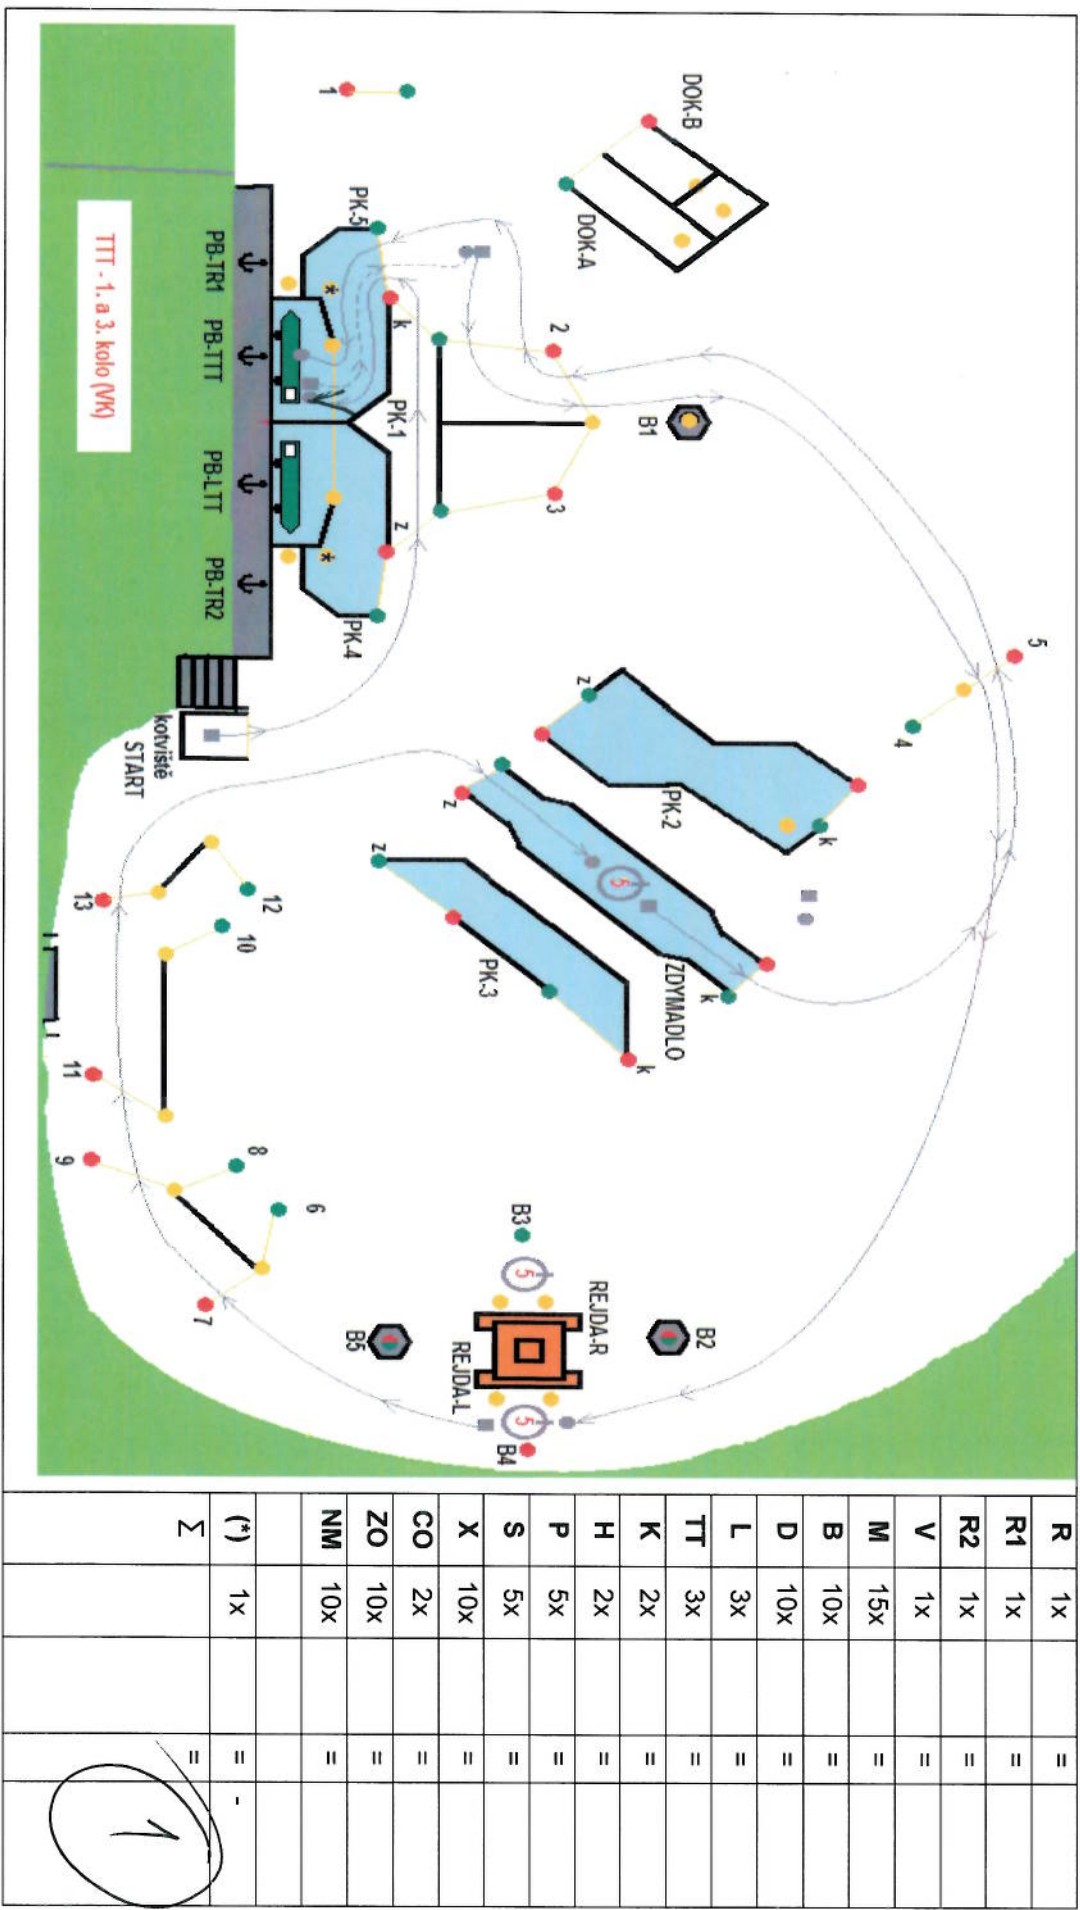 DOK-B
DOK-A
1
PK-5
k
2
B1
3
PK-1
z
PK-4
PB-TR1
PB-TTT
PB-LTT
PB-TR2
TTT - 1. a 3. kolo (VK)
kotviště
START
5
4
z
PK-2
k
z
5
ZDYMADLO
k
z
PK-3
k
12
13
10
11
8
9
6
7
B3
5
REJDA-R
REJDA-L
B2
B5
5
B4
R 1x =
R1 1x =
R2 1x =
V 1x =
M 15x =
B 10x =
D 10x =
L 3x =
TT 3x =
K 2x =
H 2x =
P 5x =
S 5x =
X 10x =
CO 2x =
ZO 10x =
NM 10x =
(*) 1x = -
Σ =
1